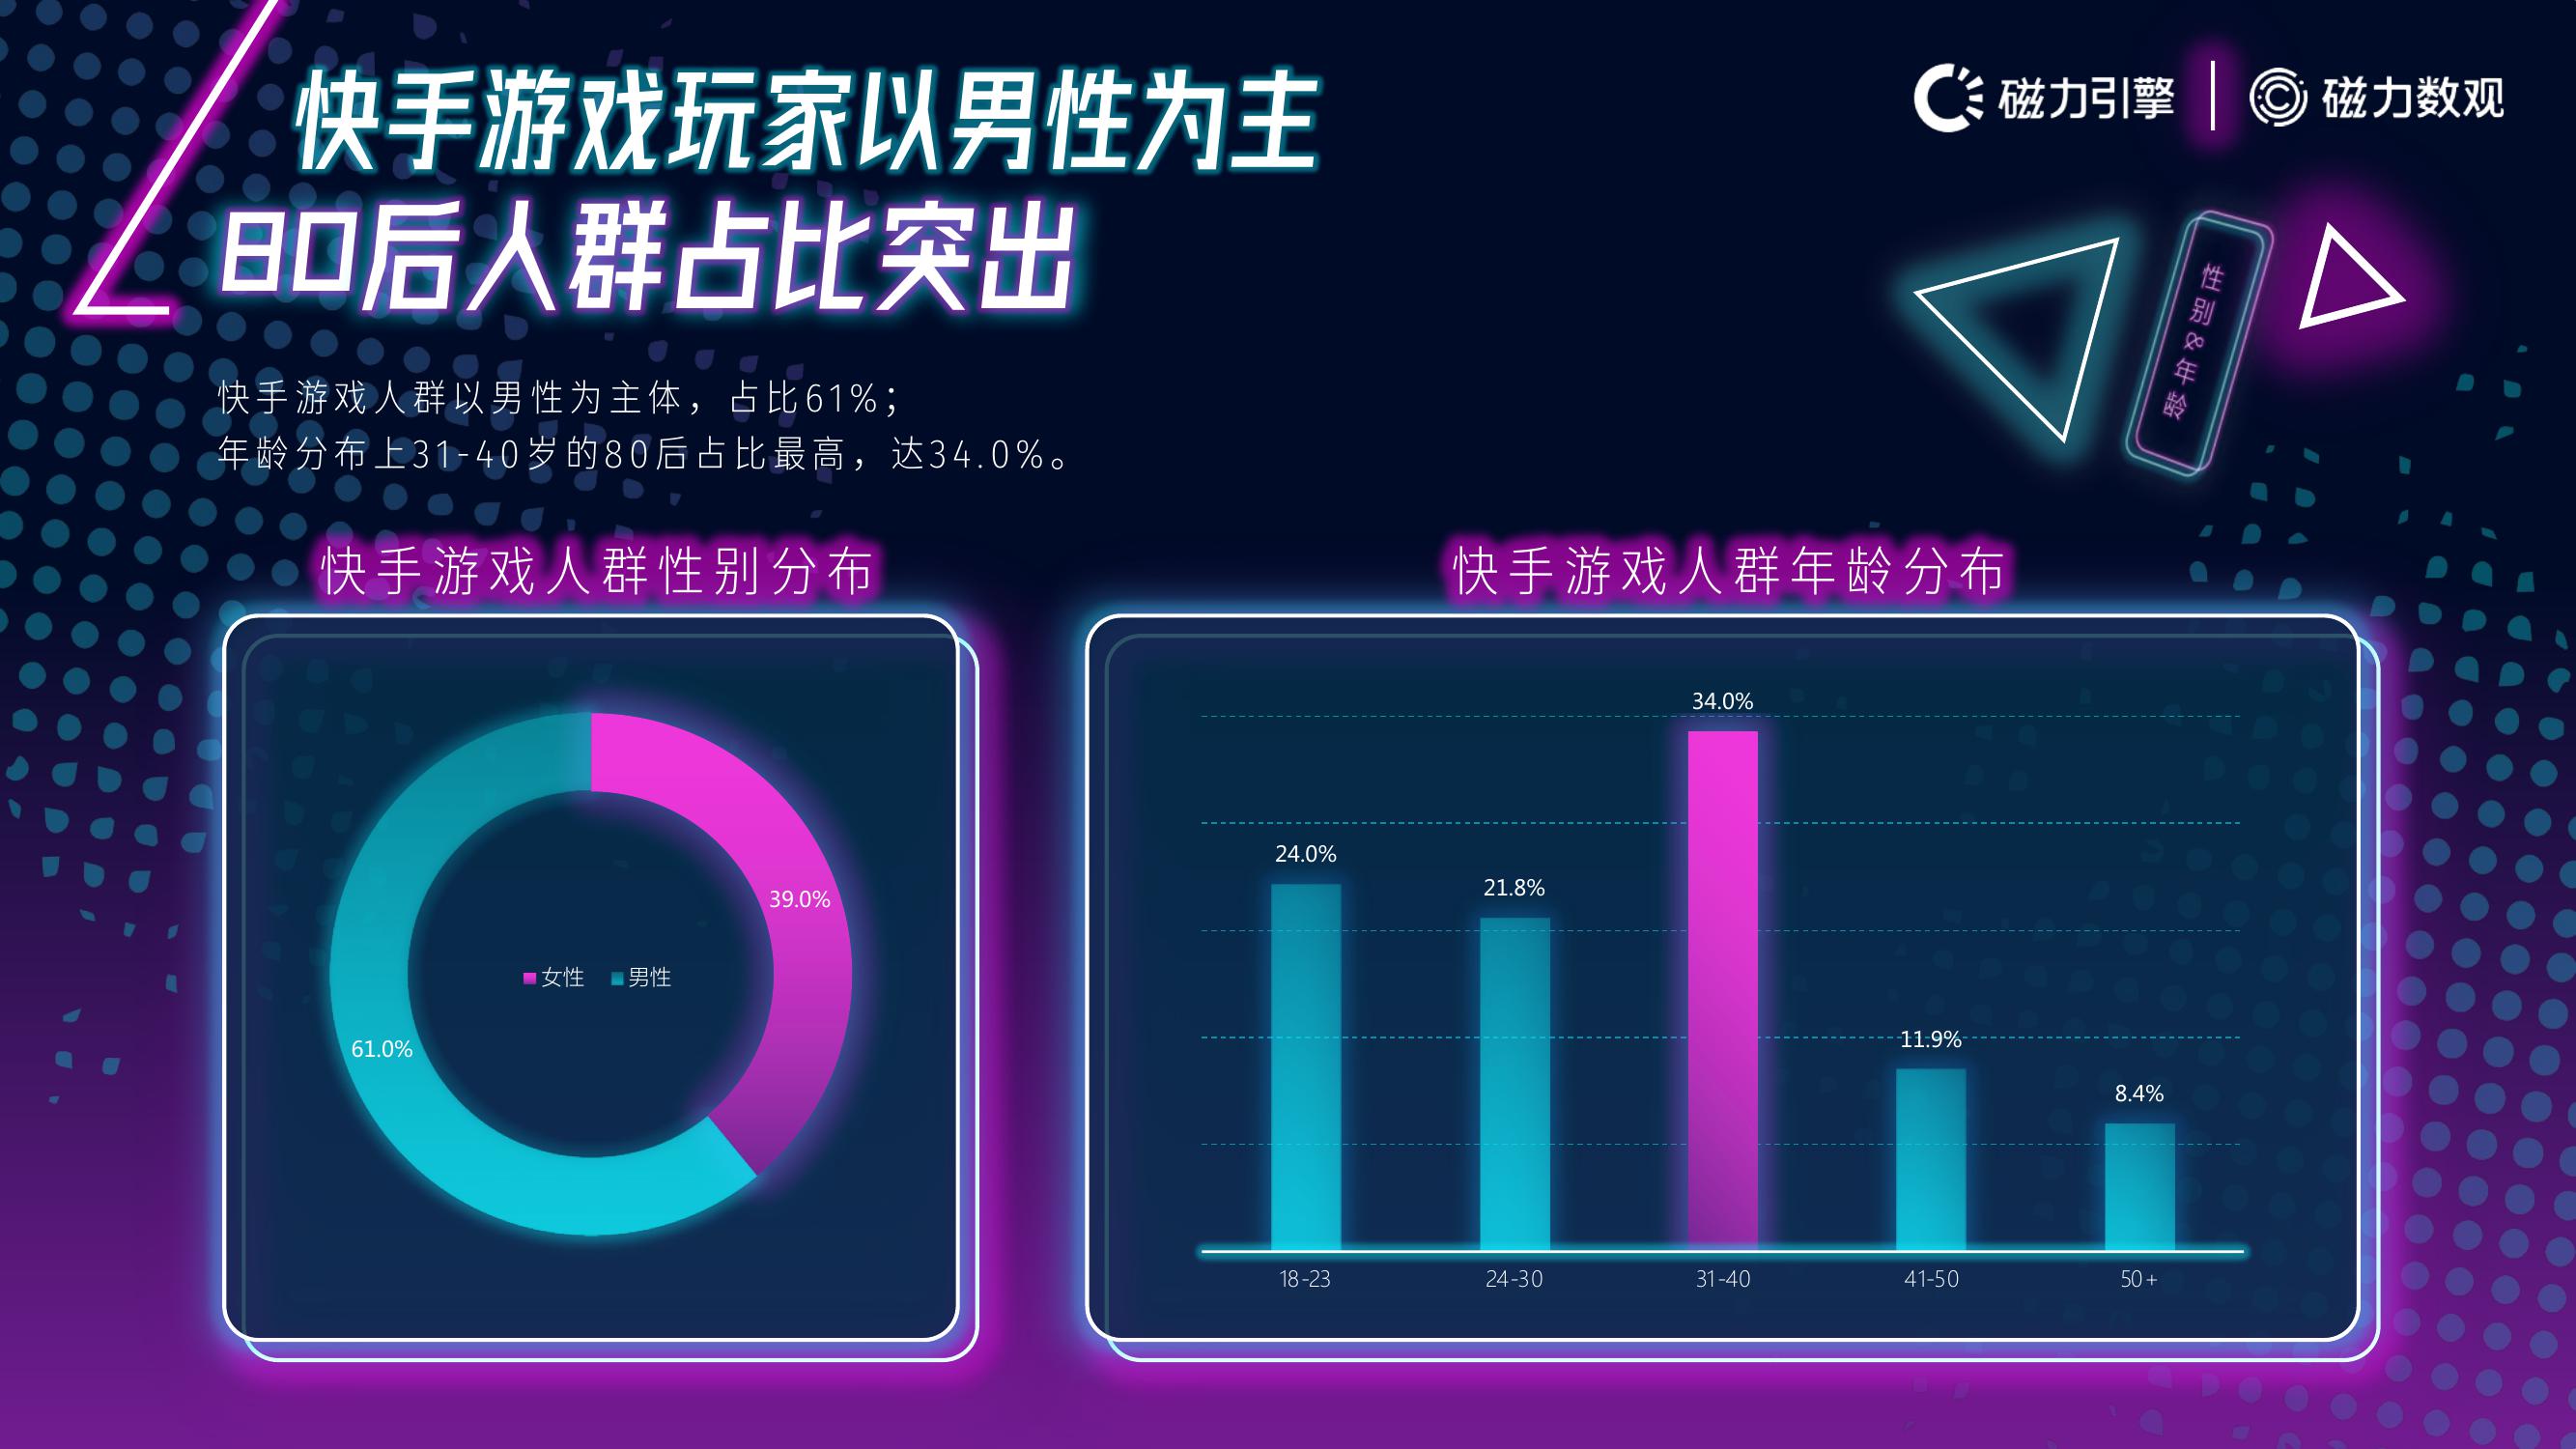 快手游戏玩家以男性为主
80后人群占比突出
磁力引擎 | 磁力数观
性别&年龄
快手游戏人群以男性为主体，占比61%；
年龄分布上31-40岁的80后占比最高，达34.0%。
快手游戏人群性别分布
39.0%
女性 男性
61.0%
快手游戏人群年龄分布
34.0%
24.0%
21.8%
11.9%
8.4%
18-23 24-30 31-40 41-50 50+